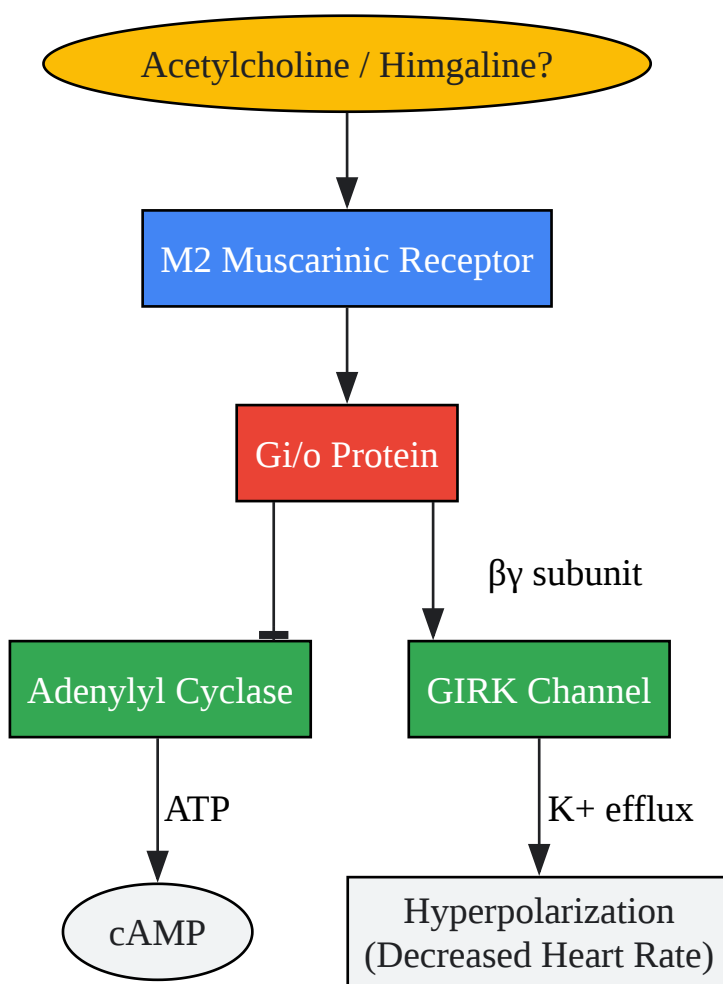 Acetylcholine / Himgaline?
M2 Muscarinic Receptor
Gi/o Protein
βγ subunit
Adenylyl Cyclase
GIRK Channel
ATP
K+ efflux
cAMP
Hyperpolarization
(Decreased Heart Rate)